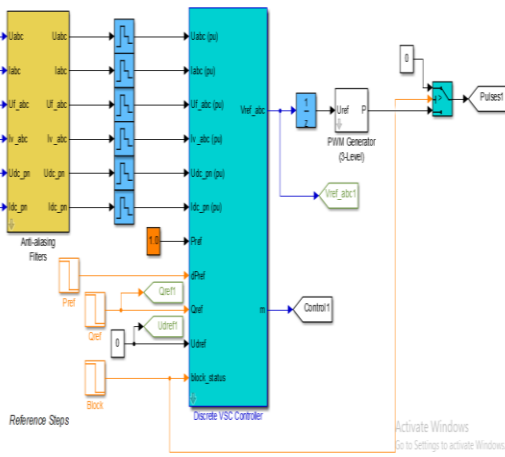 Uabc
Uabc
Uabc (pu)
Iabc
Iabc
Iabc (pu)
Uf_abc
Uf_abc
Uf_abc (pu)
Iv_abc
Iv_abc
Iv_abc (pu)
Udc_pn
Udc_pn
Udc_pn (pu)
Idc_pn
Idc_pn
Idc_pn (pu)
Anti-aliasing
Filters
1.0
Pref
dPref
Pref
Qref1
Qref
Qref
Udref1
0
Udref
block_status
Block
Discrete VSC Controller
Reference Steps
Vref_abc
m
1
z
Uref
P
PWM Generator
(3-Level)
0
Pulses1
Vref_abc1
Control1
Activate Windows
Go to Settings to activate Windows.